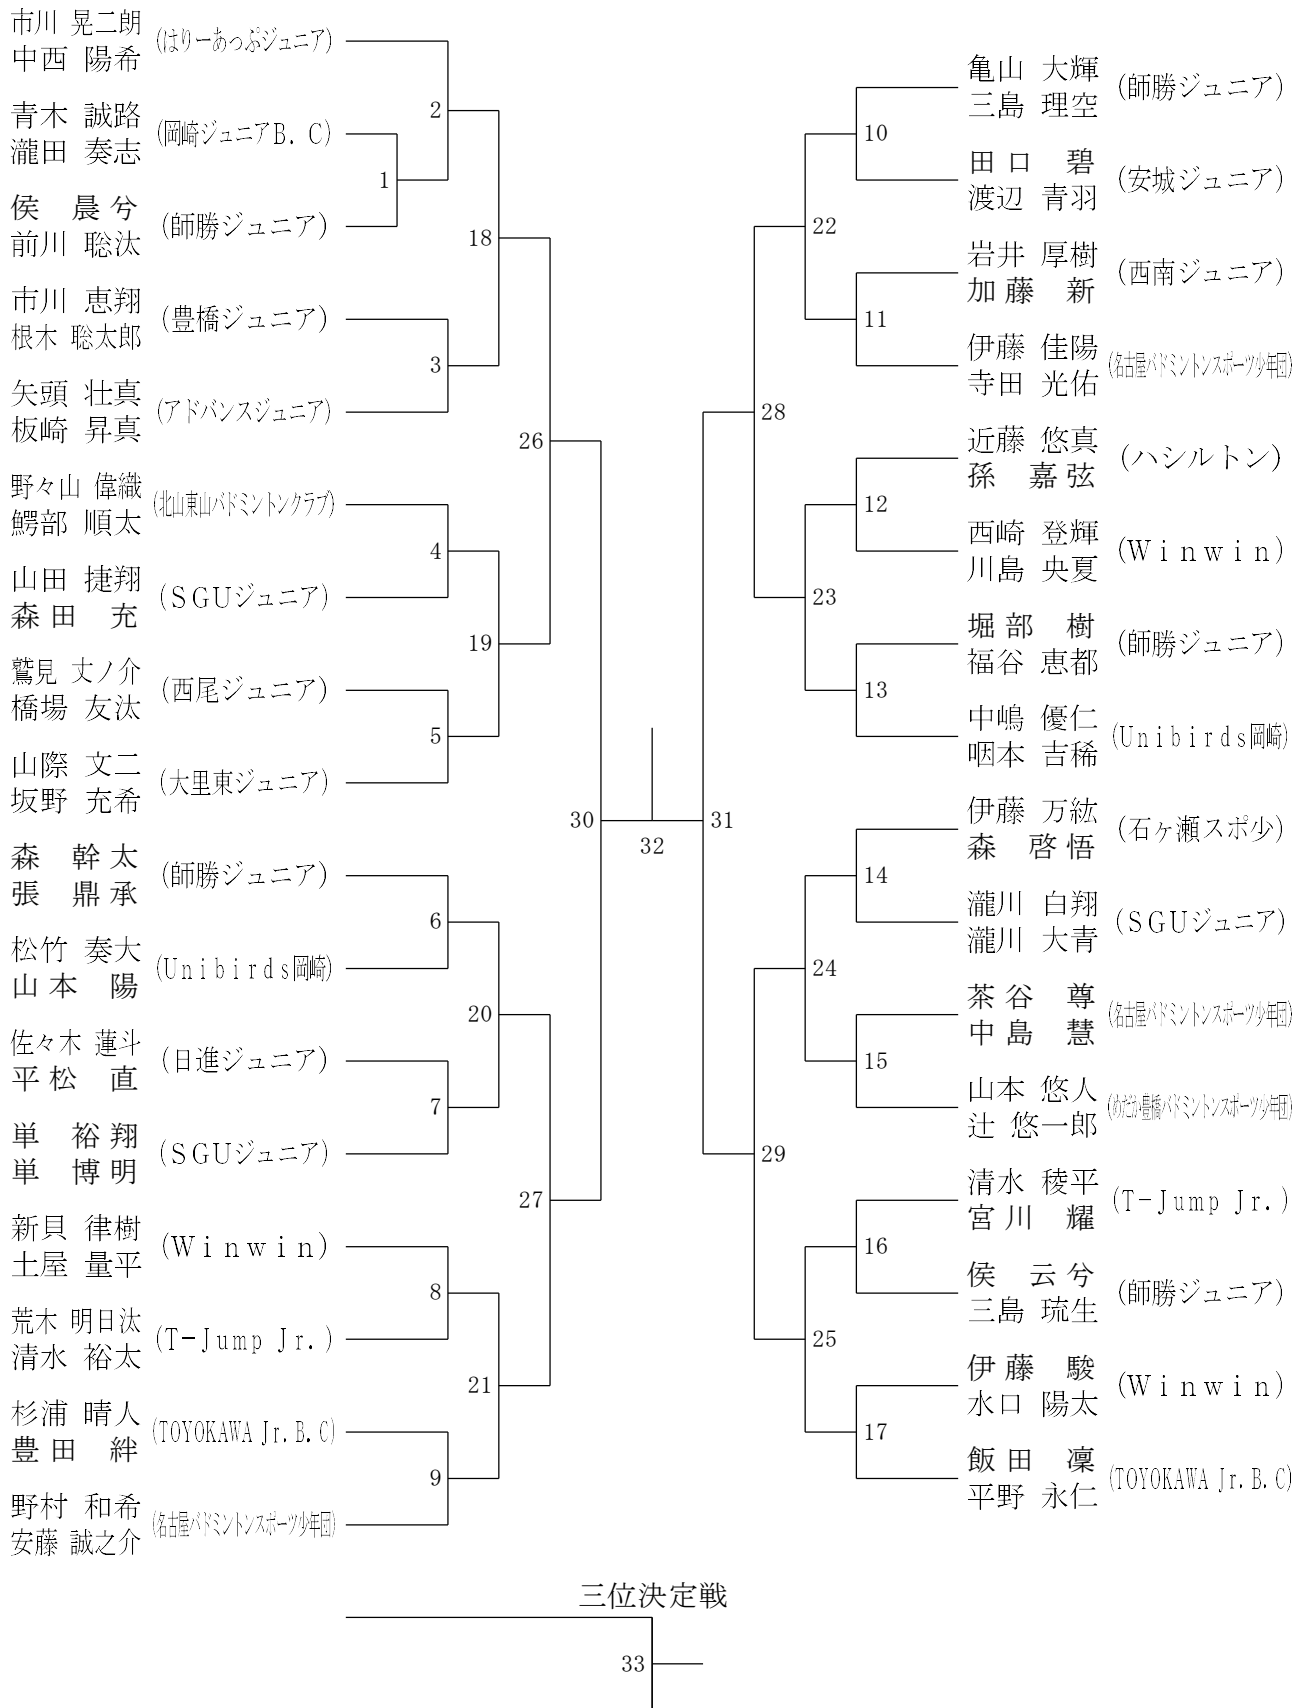 市川 晃二朗
中西 陽希
(はりーあっぷジュニア)
青木 誠路
瀧田 奏志
(岡崎ジュニアB.C)
侯 晨兮
前川 聡汰
(師勝ジュニア)
市川 恵翔
根木 聡太郎
(豊橋ジュニア)
矢頭 壮真
板崎 昇真
(アドバンスジュニア)
野々山 偉織
鰐部 順太
(北山東山バドミントンクラブ)
山田 捷翔
森田 充
(SGUジュニア)
鷲見 丈ノ介
橋場 友汰
(西尾ジュニア)
山際 文二
坂野 充希
(大里東ジュニア)
森 幹太
張 鼎承
(師勝ジュニア)
松竹 奏大
山本 陽
(Unibirds岡崎)
佐々木 蓮斗
平松 直
(日進ジュニア)
単 裕翔
単 博明
(SGUジュニア)
新貝 律樹
土屋 量平
(Winwin)
荒木 明日汰
清水 裕太
(T-Jump Jr.)
杉浦 晴人
豊田 絆
(TOYOKAWA Jr.B.C)
野村 和希
安藤 誠之介
(名古屋バドミントンスポーツ少年団)
1
2
3
4
5
6
7
8
9
18
19
20
21
26
27
30
32
31
28
29
22
23
24
25
10
11
12
13
14
15
16
17
亀山 大輝
三島 理空
(師勝ジュニア)
田口 碧
渡辺 青羽
(安城ジュニア)
岩井 厚樹
加藤 新
(西南ジュニア)
伊藤 佳陽
寺田 光佑
(名古屋バドミントンスポーツ少年団)
近藤 悠真
孫 嘉弦
(ハシルトン)
西崎 登輝
川島 央夏
(Winwin)
堀部 樹
福谷 恵都
(師勝ジュニア)
中嶋 優仁
咽本 吉稀
(Unibirds岡崎)
伊藤 万紘
森 啓悟
(石ヶ瀬スポ少)
瀧川 白翔
瀧川 大青
(SGUジュニア)
茶谷 尊
中島 慧
(名古屋バドミントンスポーツ少年団)
山本 悠人
辻 悠一郎
(めだか豊橋バドミントンスポーツ少年団)
清水 稜平
宮川 耀
(T-Jump Jr.)
侯 云兮
三島 琉生
(師勝ジュニア)
伊藤 駿
水口 陽太
(Winwin)
飯田 凜
平野 永仁
(TOYOKAWA Jr.B.C)
三位決定戦
33